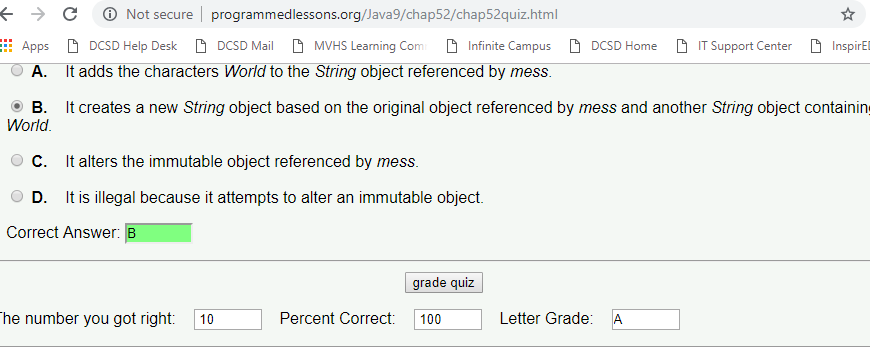 Not secure | programmedlessons.org/Java9/chap52/chap52quiz.html
Apps DCSD Help Desk DCSD Mail MVHS Learning Com Infinite Campus DCSD Home IT Support Center InspirE
A. It adds the characters World to the String object referenced by mess.
B. It creates a new String object based on the original object referenced by mess and another String object containin
World.
C. It alters the immutable object referenced by mess.
D. It is illegal because it attempts to alter an immutable object.
Correct Answer: B
grade quiz
The number you got right: 10 Percent Correct: 100 Letter Grade: A